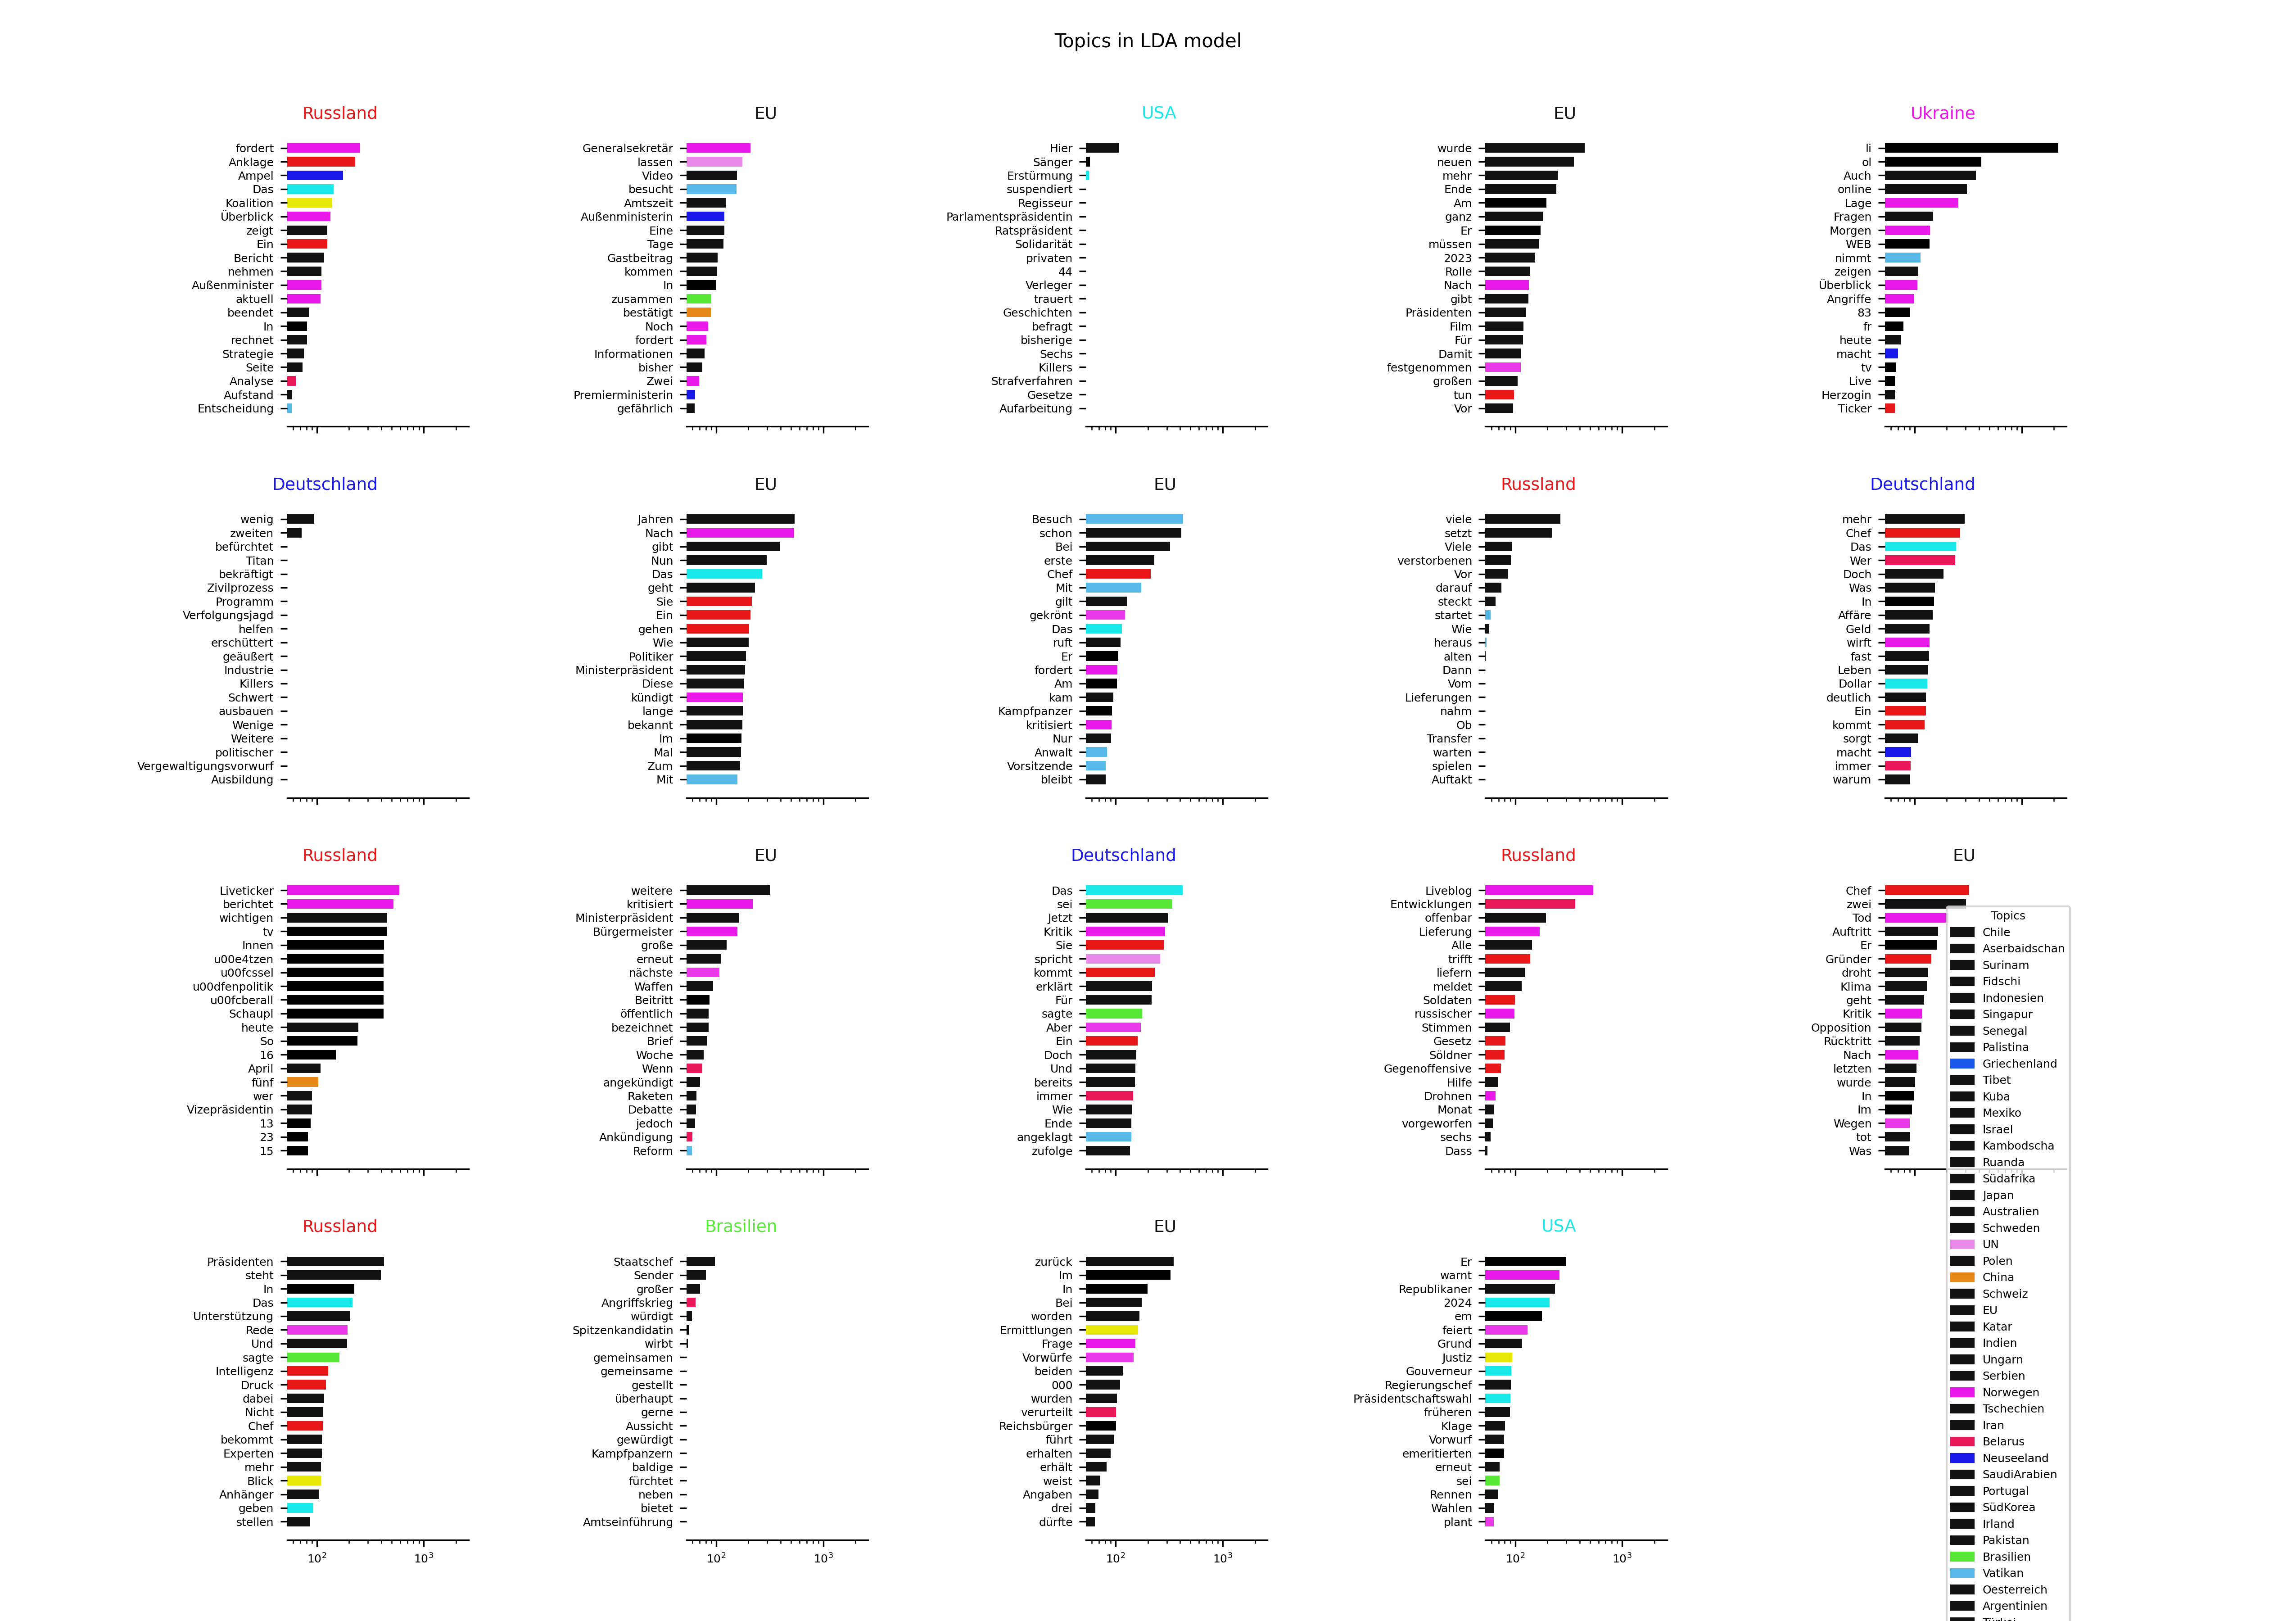 Topics in LDA model
Russland
fordert
Anklage
Ampel
Das
Koalition
Überblick
zeigt
Ein
Bericht
nehmen
Außenminister
aktuell
beendet
In
rechnet
Strategie
Seite
Analyse
Aufstand
Entscheidung
EU
Generalsekretär
lassen
Video
besucht
Amtszeit
Außenministerin
Eine
Tage
Gastbeitrag
kommen
In
zusammen
bestätigt
Noch
fordert
Informationen
bisher
Zwei
Premierministerin
gefährlich
USA
Hier
Sänger
Erstürmung
suspendiert
Regisseur
Parlamentspräsidentin
Ratspräsident
Solidarität
privaten
44
Verleger
trauert
Geschichten
befragt
bisherige
Sechs
Killers
Strafverfahren
Gesetze
Aufarbeitung
EU
wurde
neuen
mehr
Ende
Am
ganz
Er
müssen
2023
Rolle
Nach
gibt
Präsidenten
Film
Für
Damit
festgenommen
großen
tun
Vor
Ukraine
li
ol
Auch
online
Lage
Fragen
Morgen
WEB
nimmt
zeigen
Überblick
Angriffe
83
fr
heute
macht
tv
Live
Herzogin
Ticker
Deutschland
wenig
zweiten
befürchtet
Titan
bekräftigt
Zivilprozess
Programm
Verfolgungsjagd
helfen
erschüttert
geäußert
Industrie
Killers
Schwert
ausbauen
Wenige
Weitere
politischer
Vergewaltigungsvorwurf
Ausbildung
EU
Jahren
Nach
gibt
Nun
Das
geht
Sie
Ein
gehen
Wie
Politiker
Ministerpräsident
Diese
kündigt
lange
bekannt
Im
Mal
Zum
Mit
EU
Besuch
schon
Bei
erste
Chef
Mit
gilt
gekrönt
Das
ruft
Er
fordert
Am
kam
Kampfpanzer
kritisiert
Nur
Anwalt
Vorsitzende
bleibt
Russland
viele
setzt
Viele
verstorbenen
Vor
darauf
steckt
startet
Wie
heraus
alten
Dann
Vom
Lieferungen
nahm
Ob
Transfer
warten
spielen
Auftakt
Deutschland
mehr
Chef
Das
Wer
Doch
Was
In
Affäre
Geld
wirft
fast
Leben
Dollar
deutlich
Ein
kommt
sorgt
macht
immer
warum
Russland
Liveticker
berichtet
wichtigen
tv
Innen
u00e4tzen
u00fcssel
u00dfenpolitik
u00fcberall
Schaupl
heute
So
16
April
fünf
wer
Vizepräsidentin
13
23
15
EU
weitere
kritisiert
Ministerpräsident
Bürgermeister
große
erneut
nächste
Waffen
Beitritt
öffentlich
bezeichnet
Brief
Woche
Wenn
angekündigt
Raketen
Debatte
jedoch
Ankündigung
Reform
Deutschland
Das
sei
Jetzt
Kritik
Sie
spricht
kommt
erklärt
Für
sagte
Aber
Ein
Doch
Und
bereits
immer
Wie
Ende
angeklagt
zufolge
Russland
Liveblog
Entwicklungen
offenbar
Lieferung
Alle
trifft
liefern
meldet
Soldaten
russischer
Stimmen
Gesetz
Söldner
Gegenoffensive
Hilfe
Drohnen
Monat
vorgeworfen
sechs
Dass
EU
Chef
zwei
Tod
Auftritt
Er
Gründer
droht
Klima
geht
Kritik
Opposition
Rücktritt
Nach
letzten
wurde
In
Im
Wegen
tot
Was
Russland
Präsidenten
steht
In
Das
Unterstützung
Rede
Und
sagte
Intelligenz
Druck
dabei
Nicht
Chef
bekommt
Experten
mehr
Blick
Anhänger
geben
stellen
10²
10³
Brasilien
Staatschef
Sender
großer
Angriffskrieg
würdigt
Spitzenkandidatin
wirbt
gemeinsamen
gemeinsame
gestellt
überhaupt
gerne
Aussicht
gewürdigt
Kampfpanzern
baldige
fürchtet
neben
bietet
Amtseinführung
10²
10³
EU
zurück
Im
In
Bei
worden
Ermittlungen
Frage
Vorwürfe
beiden
000
wurden
verurteilt
Reichsbürger
führt
erhalten
erhält
weist
Angaben
drei
dürfte
10²
10³
USA
Er
warnt
Republikaner
2024
em
feiert
Grund
Justiz
Gouverneur
Regierungschef
Präsidentschaftswahl
früheren
Klage
Vorwurf
emeritierten
erneut
sei
Rennen
Wahlen
plant
10²
10³
Topics
Chile
Aserbaidschan
Surinam
Fidschi
Indonesien
Singapur
Senegal
Palistina
Griechenland
Tibet
Kuba
Mexiko
Israel
Kambodscha
Ruanda
Südafrika
Japan
Australien
Schweden
UN
Polen
China
Schweiz
EU
Katar
Indien
Ungarn
Serbien
Norwegen
Tschechien
Iran
Belarus
Neuseeland
SaudiArabien
Portugal
SüdKorea
Irland
Pakistan
Brasilien
Vatikan
Oesterreich
Argentinien